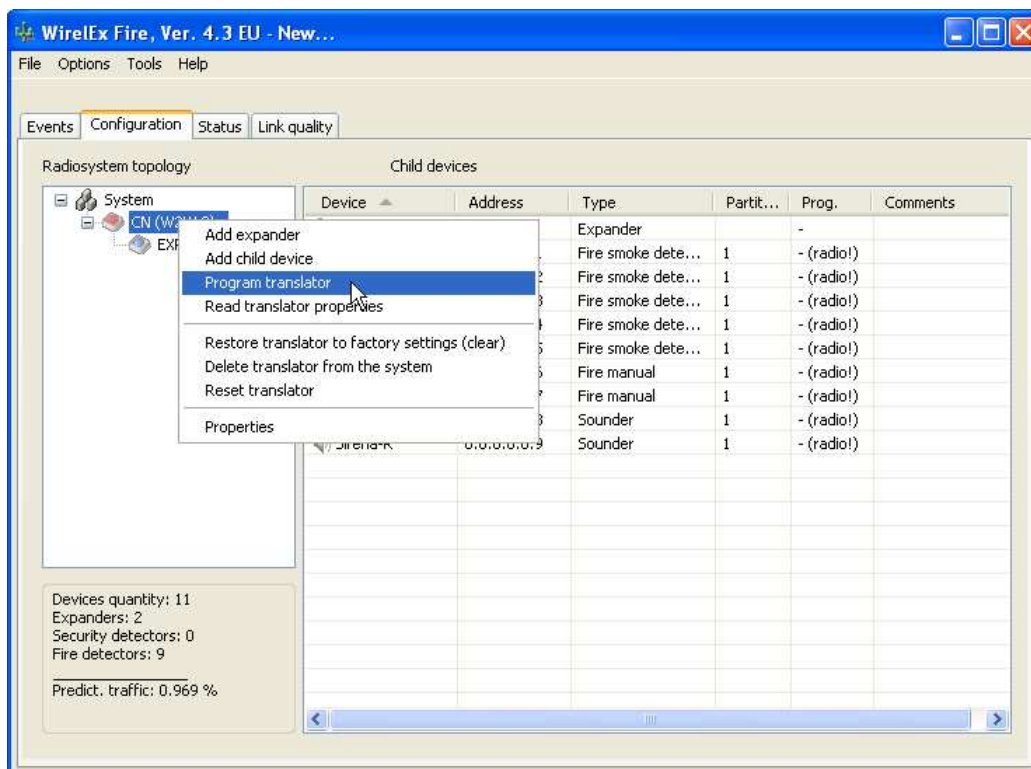 WirelEx Fire, Ver. 4.3 EU - New...
File Options Tools Help
Events Configuration Status Link quality
Radiosystem topology Child devices
System
Device Address Type Partit... Prog. Comments
CN
Expander -
Add expander
Fire smoke dete... 1 - (radio!)
Add child device
Fire smoke dete... 1 - (radio!)
Program translator
Fire smoke dete... 1 - (radio!)
Read translator properties
Fire smoke dete... 1 - (radio!)
Restore translator to factory settings (clear)
Fire smoke dete... 1 - (radio!)
Delete translator from the system
Fire manual 1 - (radio!)
Reset translator
Fire manual 1 - (radio!)
Properties
Sounder 1 - (radio!)
Sirena-R 0.0.0.0.0.9 Sounder 1 - (radio!)
Devices quantity: 11
Expanders: 2
Security detectors: 0
Fire detectors: 9
Predict. traffic: 0.969 %